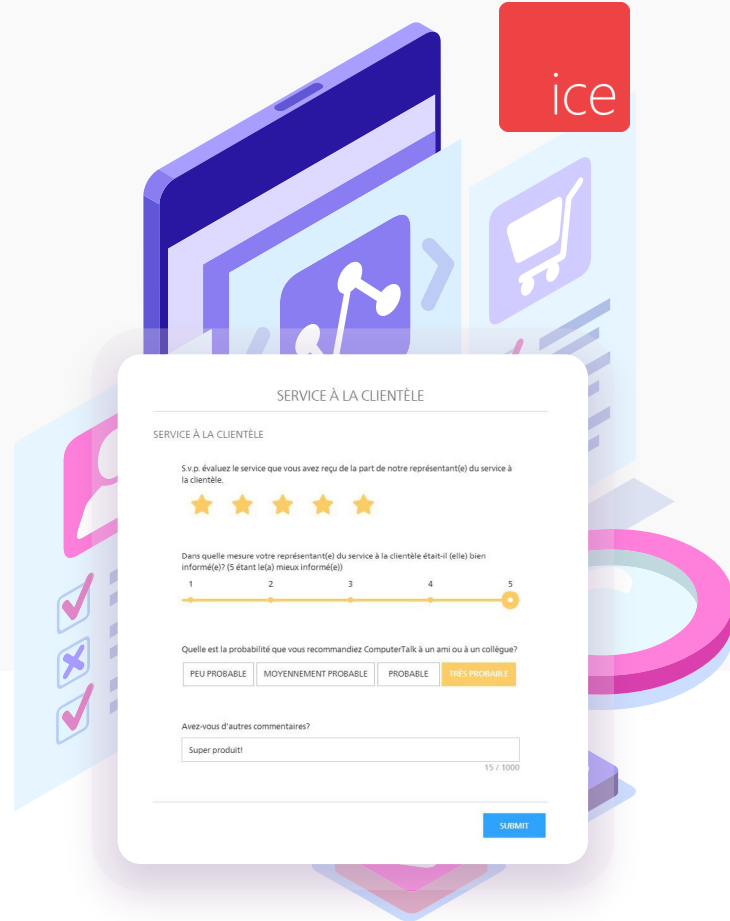 ice
SERVICE À LA CLIENTÈLE
SERVICE À LA CLIENTÈLE
S.v.p. évaluez le service que vous avez reçu de la part de notre représentant(e) du service à
la clientèle.
Dans quelle mesure votre représentant(e) du service à la clientèle était-il (elle) bien
informé(e)? (5 étant le(a) mieux informé(e))
1 2 3 4 5
Quelle est la probabilité que vous recommandiez ComputerTalk à un ami ou à un collègue?
PEU PROBABLE MOYENNEMENT PROBABLE PROBABLE TRÈS PROBABLE
Avez-vous d'autres commentaires?
Super produit!
15 / 1000
SUBMIT